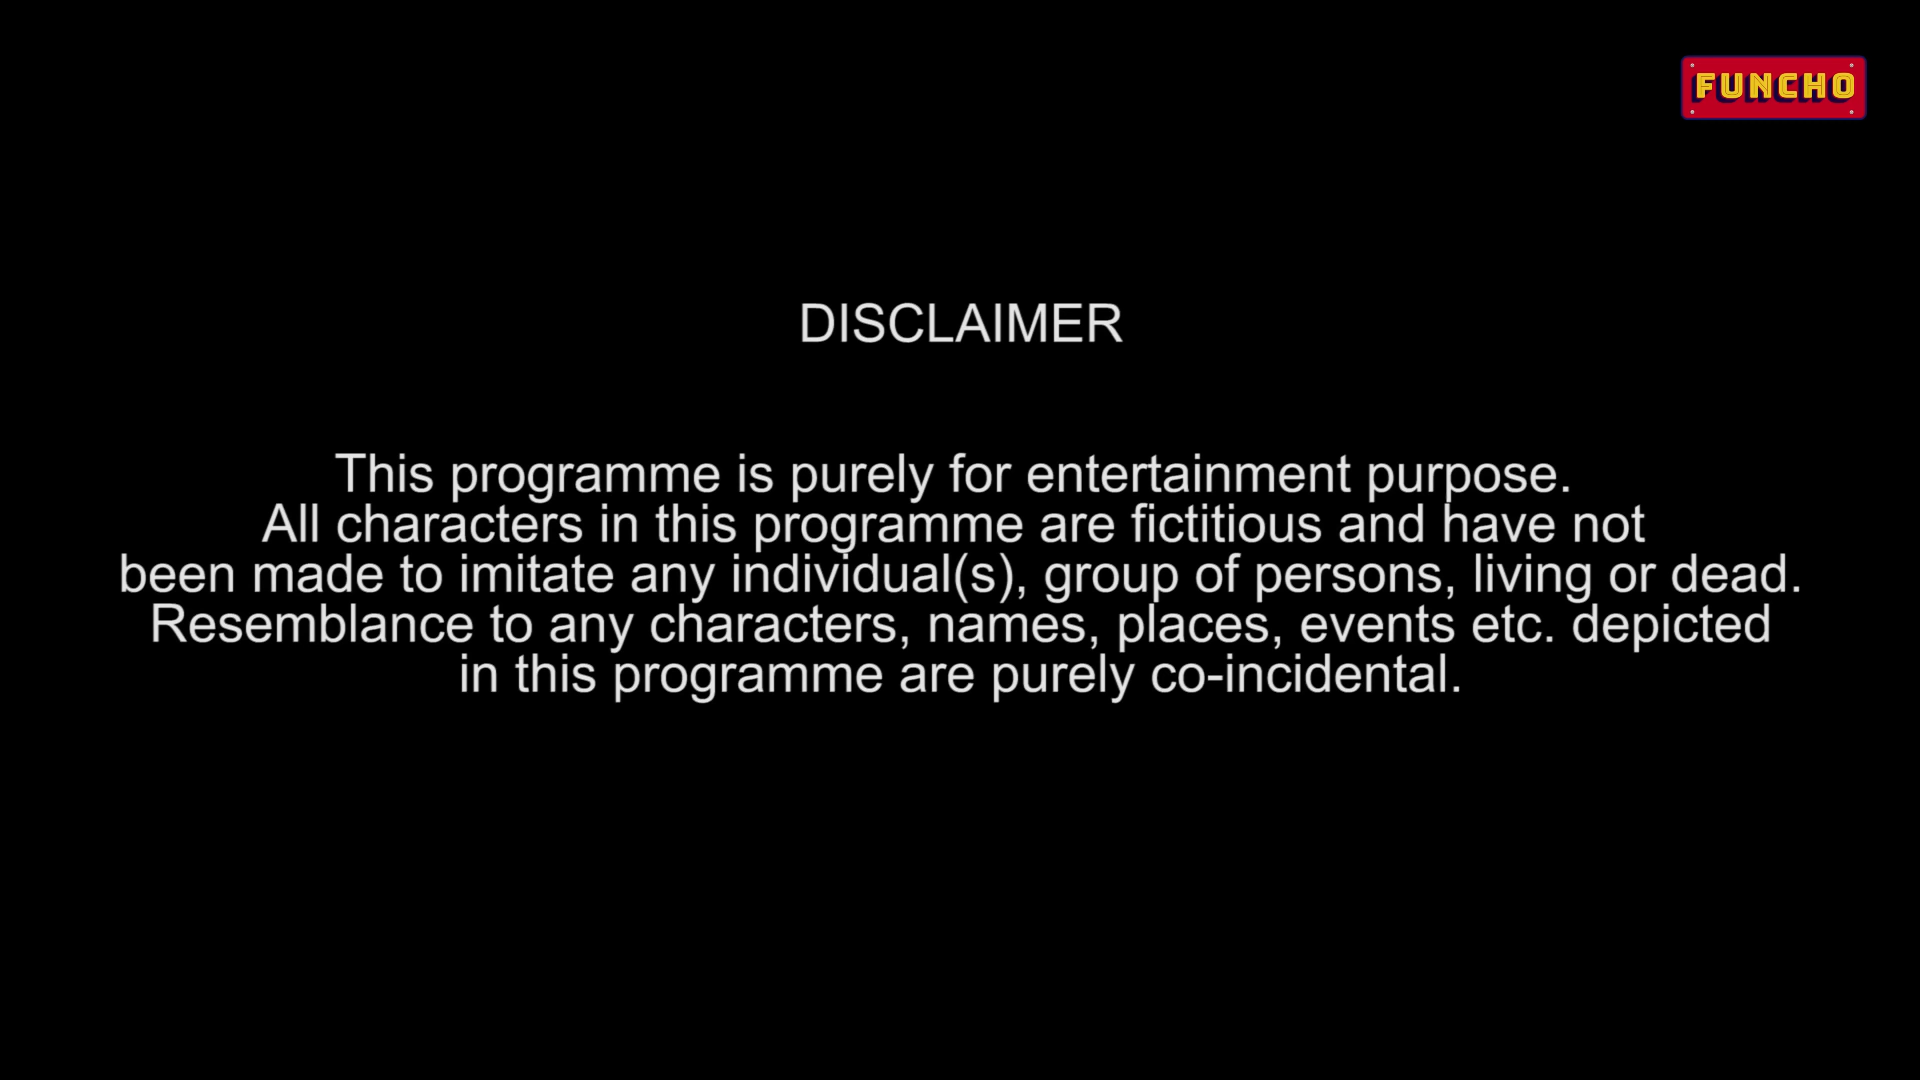 FUNCHO
DISCLAIMER
This programme is purely for entertainment purpose.
All characters in this programme are fictitious and have not
been made to imitate any individual(s), group of persons, living or dead.
Resemblance to any characters, names, places, events etc. depicted
in this programme are purely co-incidental.